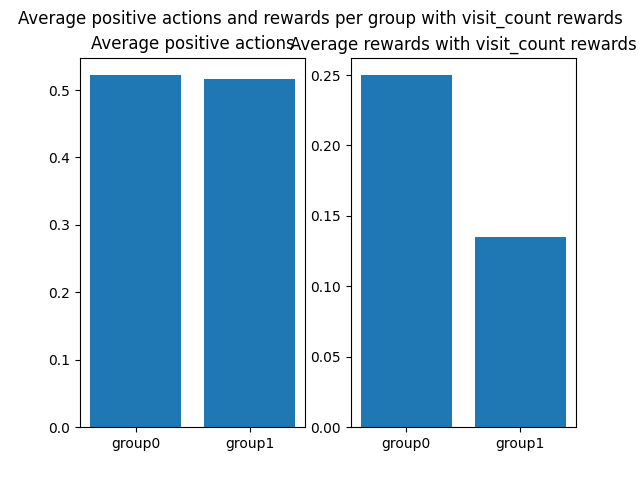 Average positive actions and rewards per group with visit_count rewards
Average positive actions
Average rewards with visit_count rewards
0.5
0.4
0.3
0.2
0.1
0.0
group0
group1
0.25
0.20
0.15
0.10
0.05
0.00
group0
group1